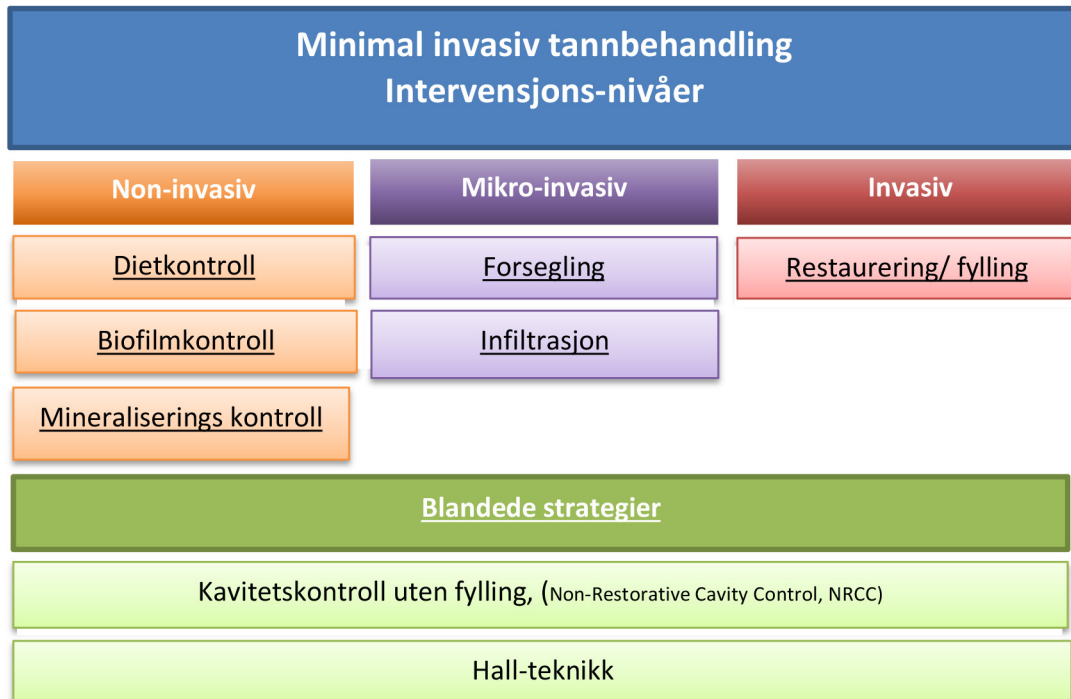 Minimal invasiv tannbehandling
Intervensjons-nivåer
Non-invasiv
Mikro-invasiv
Invasiv
Dietkontroll
Forsegling
Restaurering/ fylling
Biofilmkontroll
Infiltrasjon
Mineraliserings kontroll
Blandede strategier
Kavitetskontroll uten fylling, (Non-Restorative Cavity Control, NRCC)
Hall-teknikk